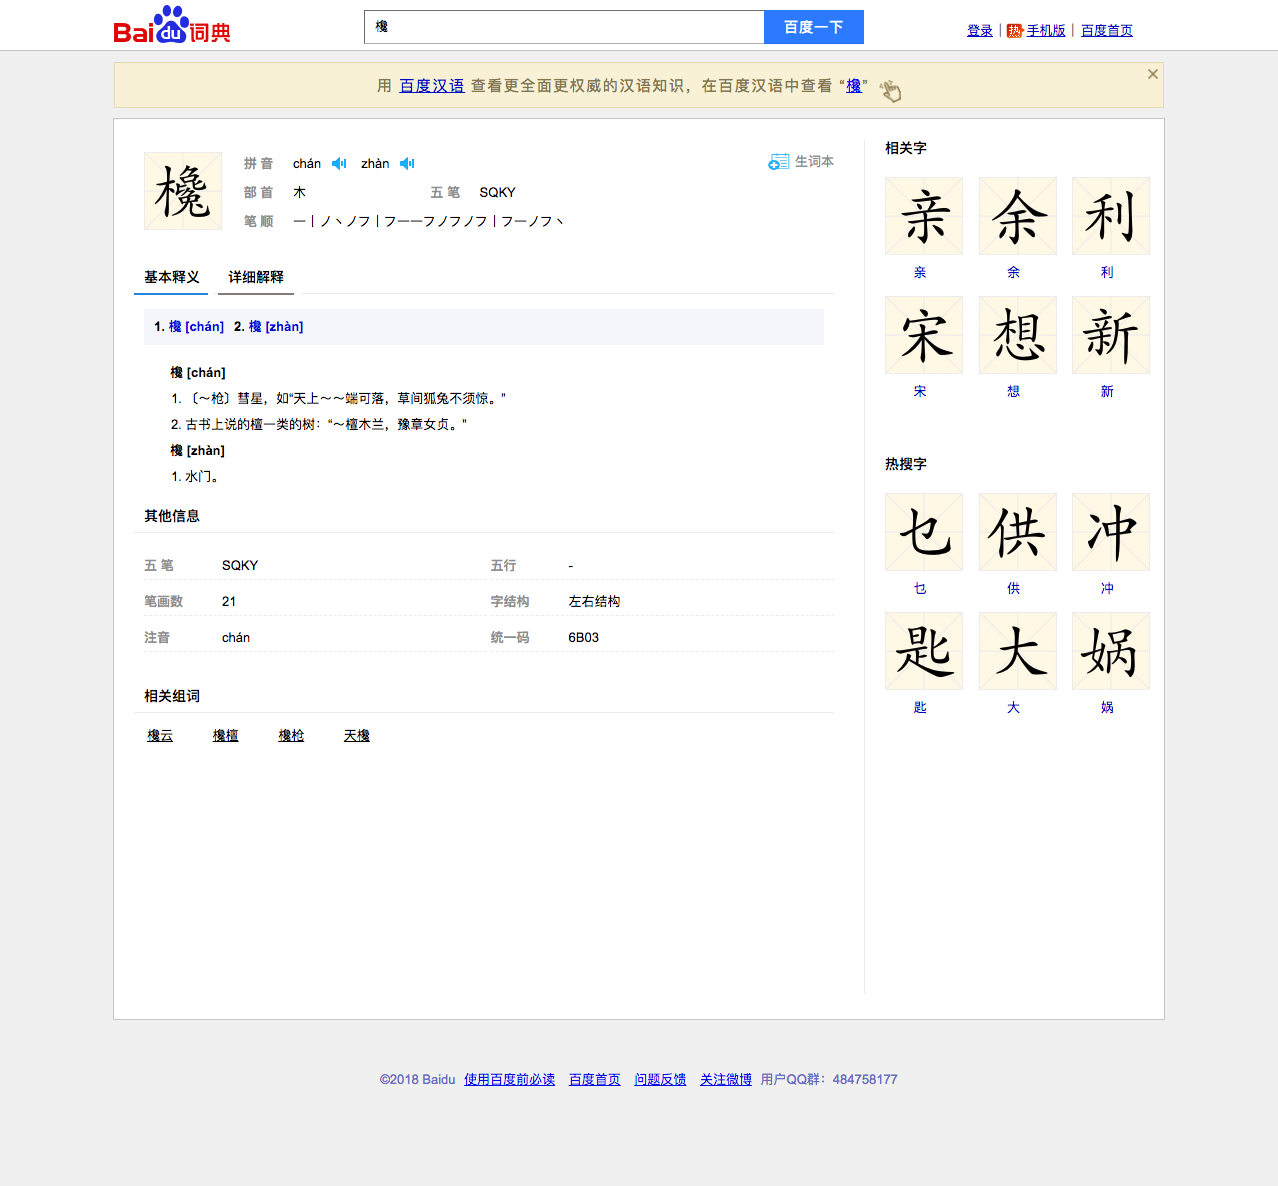 Baidu词典
欃
百度一下
登录 | 热 手机版 | 百度首页
用 百度汉语 查看更全面更权威的汉语知识，在百度汉语中查看 “欃”
欃
拼 音 chán zhàn
生词本
部 首 木 五 笔 SQKY
笔 顺 一丨ノ丶ノフ丨フ一一フノフノフ丨フ一ノフ丶
基本释义 详细解释
1. 欃 [chán] 2. 欃 [zhàn]
欃 [chán]
1. 〔～枪〕彗星，如“天上～～端可落，草间狐兔不须惊。”
2. 古书上说的檀一类的树：“～檀木兰，豫章女贞。”
欃 [zhàn]
1. 水门。
其他信息
五 笔 SQKY 五行 -
笔画数 21 字结构 左右结构
注音 chán 统一码 6B03
相关组词
欃云 欃檀 欃枪 天欃
相关字
亲 余 利
亲 余 利
宋 想 新
宋 想 新
热搜字
乜 供 冲
乜 供 冲
匙 大 娲
匙 大 娲
©2018 Baidu 使用百度前必读 百度首页 问题反馈 关注微博 用户QQ群：484758177